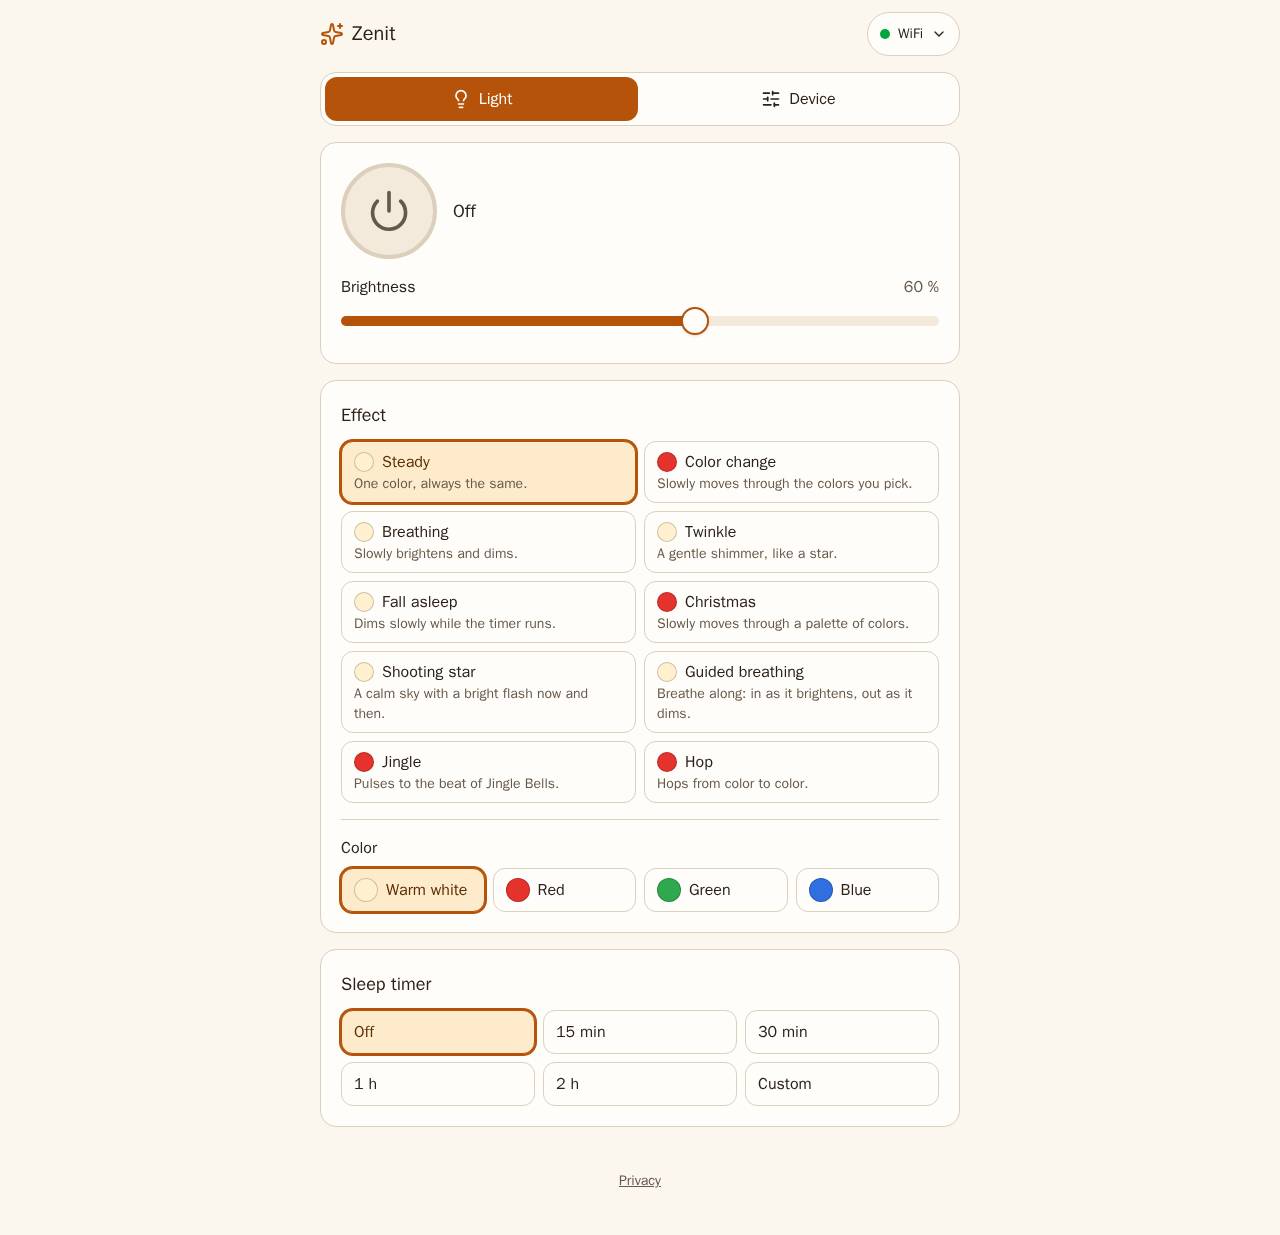 Zenit
WiFi
Light
Device
Off
Brightness
60 %
Effect
Steady
One color, always the same.
Color change
Slowly moves through the colors you pick.
Breathing
Slowly brightens and dims.
Twinkle
A gentle shimmer, like a star.
Fall asleep
Dims slowly while the timer runs.
Christmas
Slowly moves through a palette of colors.
Shooting star
A calm sky with a bright flash now and
then.
Guided breathing
Breathe along: in as it brightens, out as it
dims.
Jingle
Pulses to the beat of Jingle Bells.
Hop
Hops from color to color.
Color
Warm white
Red
Green
Blue
Sleep timer
Off
15 min
30 min
1 h
2 h
Custom
Privacy